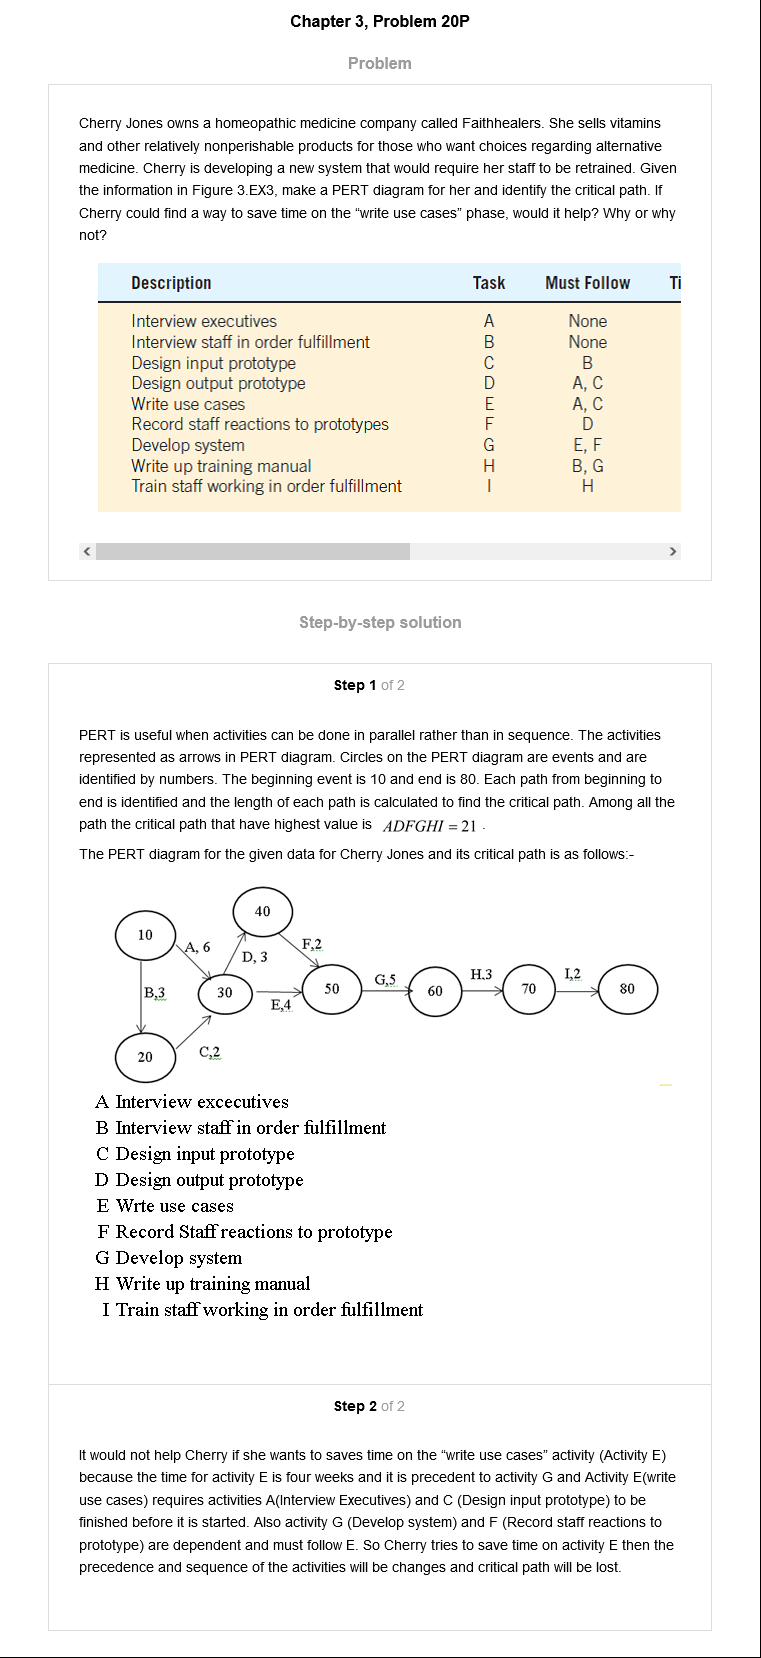 Chapter 3, Problem 20P
Problem
Cherry Jones owns a homeopathic medicine company called Faithhealers. She sells vitamins
and other relatively nonperishable products for those who want choices regarding alternative
medicine. Cherry is developing a new system that would require her staff to be retrained. Given
the information in Figure 3.EX3, make a PERT diagram for her and identify the critical path. If
Cherry could find a way to save time on the “write use cases” phase, would it help? Why or why
not?
Description Task Must Follow Ti
Interview executives A None
Interview staff in order fulfillment B None
Design input prototype C B
Design output prototype D A, C
Write use cases E A, C
Record staff reactions to prototypes F D
Develop system G E, F
Write up training manual H B, G
Train staff working in order fulfillment I H
Step-by-step solution
Step 1 of 2
PERT is useful when activities can be done in parallel rather than in sequence. The activities
represented as arrows in PERT diagram. Circles on the PERT diagram are events and are
identified by numbers. The beginning event is 10 and end is 80. Each path from beginning to
end is identified and the length of each path is calculated to find the critical path. Among all the
path the critical path that have highest value is ADFGHI = 21 .
The PERT diagram for the given data for Cherry Jones and its critical path is as follows:-
40
10
A, 6
F,2
D, 3
B,3
30
E,4
50
G,5
60
H.3
70
I,2
80
20
C,2
A Interview excecutives
B Interview staff in order fulfillment
C Design input prototype
D Design output prototype
E Wrte use cases
F Record Staff reactions to prototype
G Develop system
H Write up training manual
I Train staff working in order fulfillment
Step 2 of 2
It would not help Cherry if she wants to saves time on the “write use cases” activity (Activity E)
because the time for activity E is four weeks and it is precedent to activity G and Activity E(write
use cases) requires activities A(Interview Executives) and C (Design input prototype) to be
finished before it is started. Also activity G (Develop system) and F (Record staff reactions to
prototype) are dependent and must follow E. So Cherry tries to save time on activity E then the
precedence and sequence of the activities will be changes and critical path will be lost.